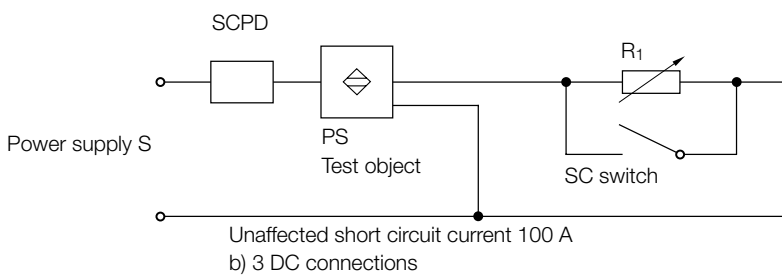 SCPD
R1
PS
Test object
Power supply S
SC switch
Unaffected short circuit current 100 A
b) 3 DC connections